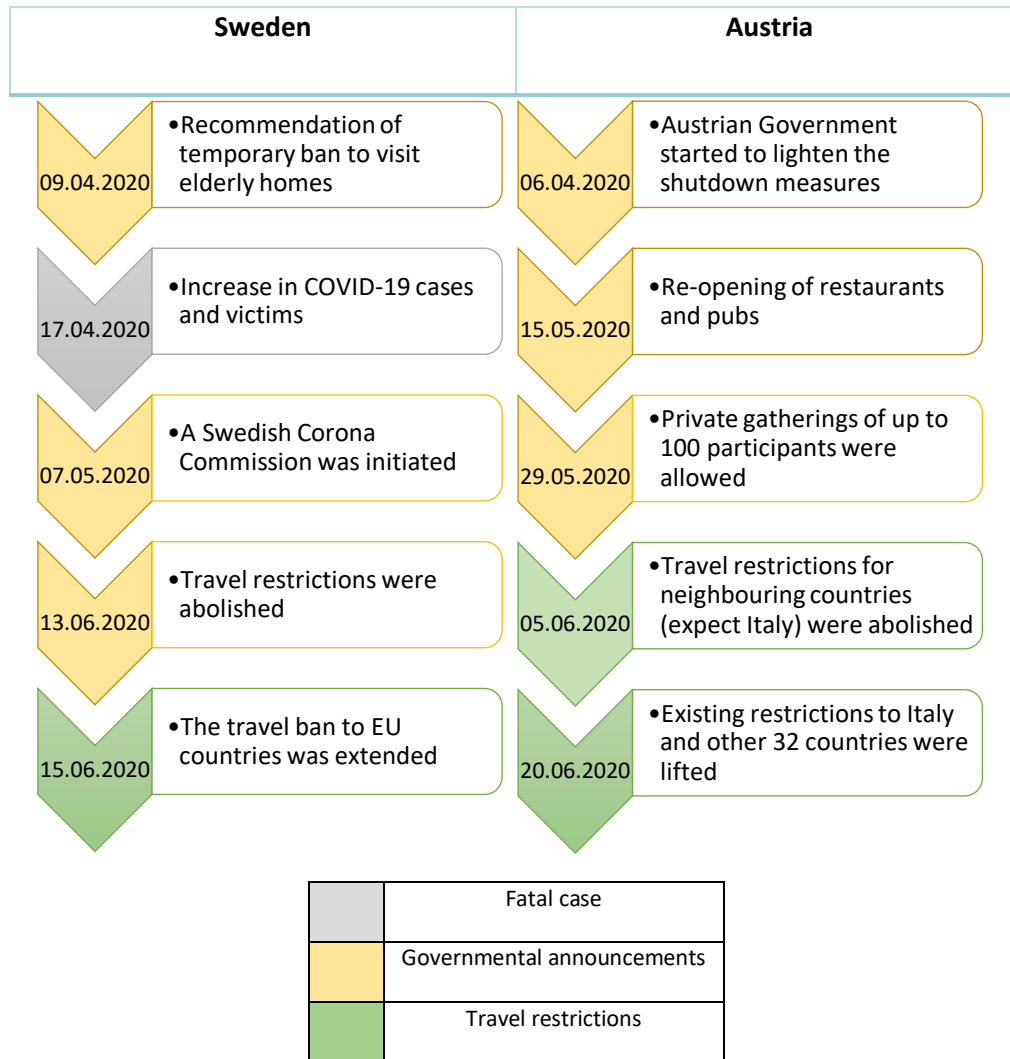 Sweden
Austria
09.04.2020
•Recommendation of
temporary ban to visit
elderly homes
06.04.2020
•Austrian Government
started to lighten the
shutdown measures
17.04.2020
•Increase in COVID-19 cases
and victims
15.05.2020
•Re-opening of restaurants
and pubs
07.05.2020
•A Swedish Corona
Commission was initiated
29.05.2020
•Private gatherings of up to
100 participants were
allowed
13.06.2020
•Travel restrictions were
abolished
05.06.2020
•Travel restrictions for
neighbouring countries
(expect Italy) were abolished
15.06.2020
•The travel ban to EU
countries was extended
20.06.2020
•Existing restrictions to Italy
and other 32 countries were
lifted
Fatal case
Governmental announcements
Travel restrictions